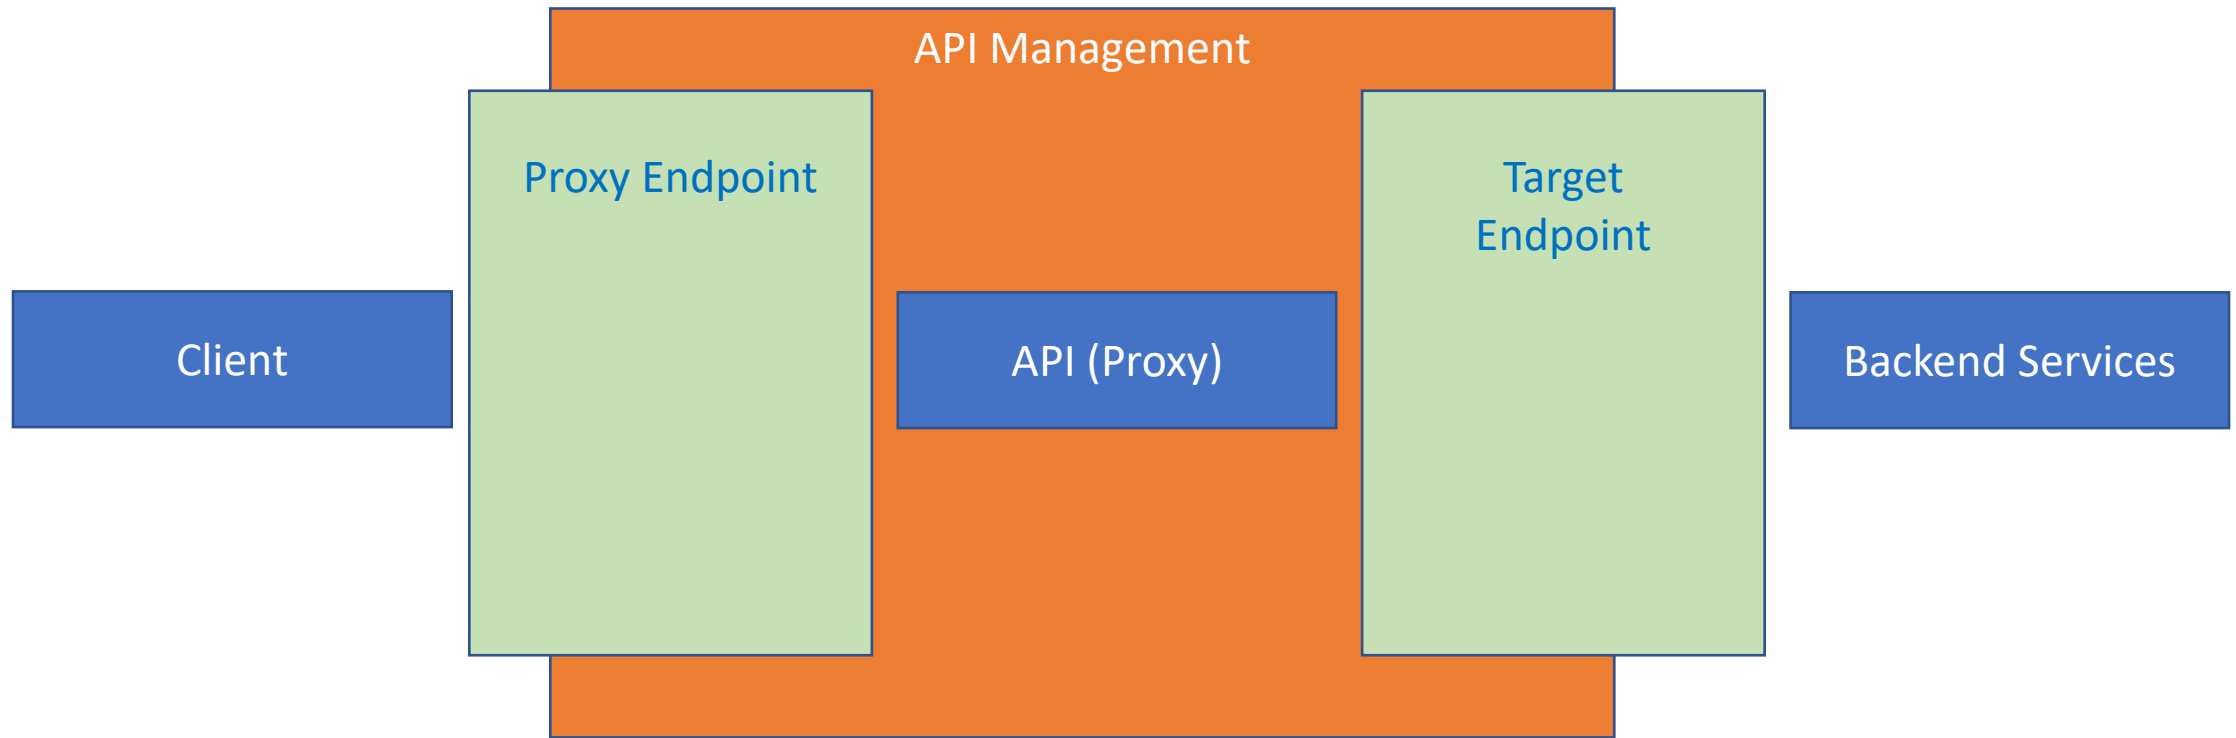 API Management
Proxy Endpoint
Target
Endpoint
Client
API (Proxy)
Backend Services